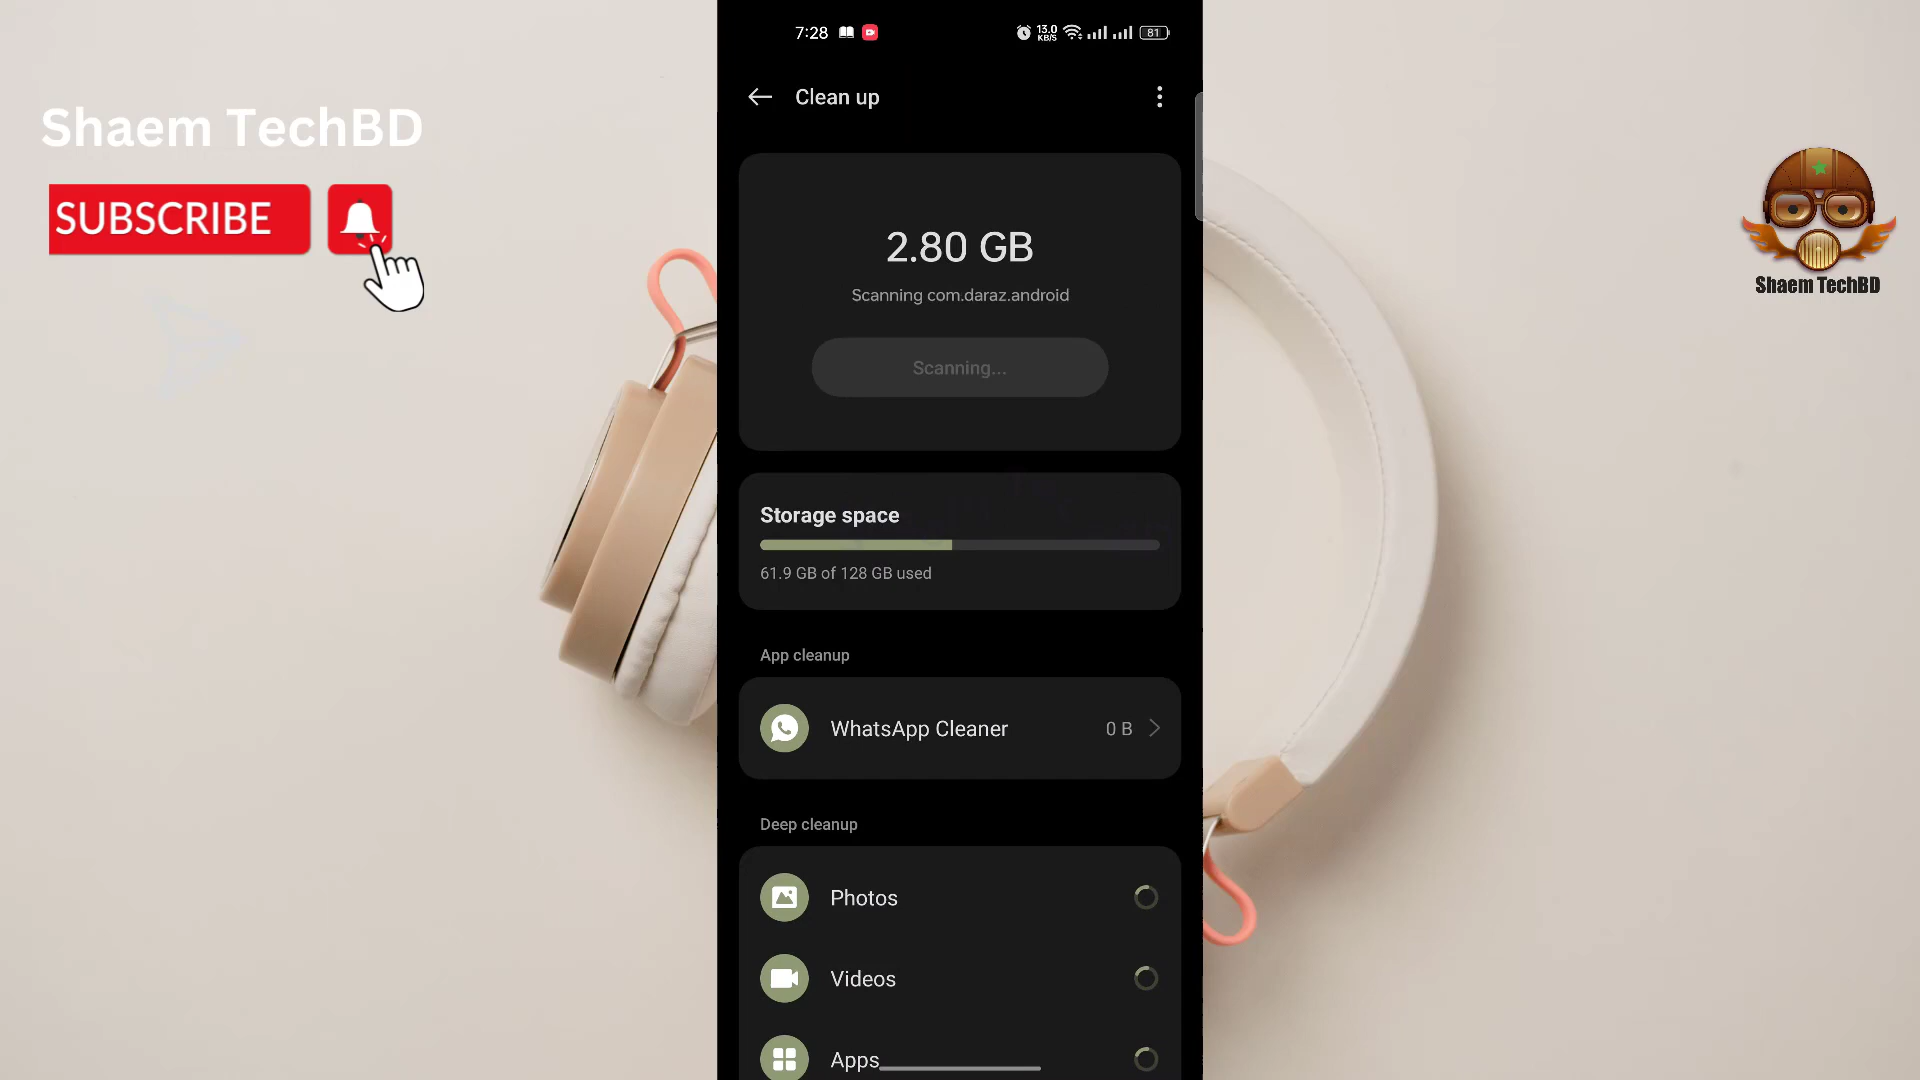 Shaem TechBD
SUBSCRIBE
7:28
13.0
KB/S
81
Clean up
2.80 GB
Scanning com.daraz.android
Scanning...
Storage space
61.9 GB of 128 GB used
App cleanup
WhatsApp Cleaner 0 B
Deep cleanup
Photos
Videos
Apps
Shaem TechBD